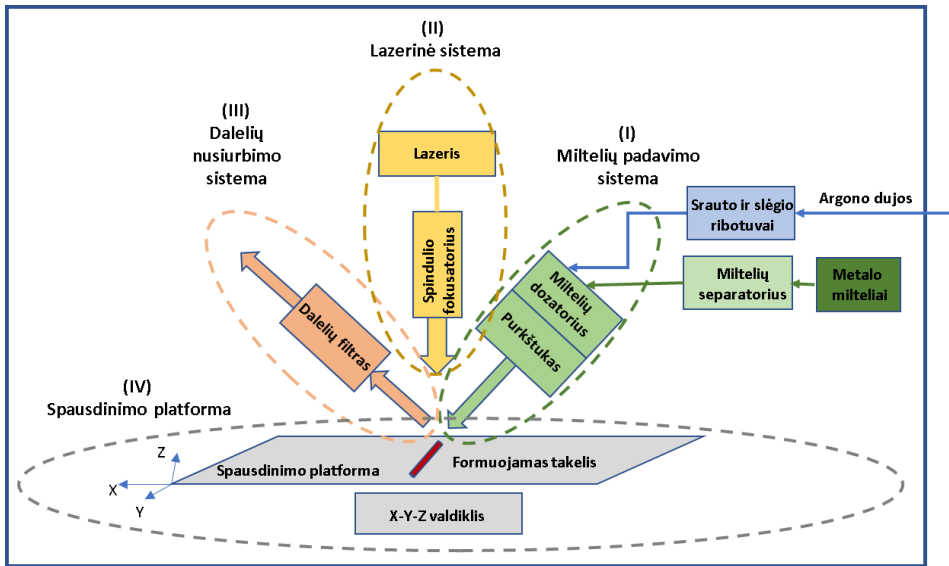 (II)
Lazerinė sistema
(III)
Dalelių
nusiurbimo
sistema
(I)
Miltelių padavimo
sistema
Lazeris
Spindulio
fokusatorius
Srauto ir slėgio
ribotuvai
Argono dujos
Miltelių
separatorius
Metalo
milteliai
Miltelių
dozatorius
Purkštukas
Dalelių filtras
(IV)
Spausdinimo platforma
Z
X
Y
Spausdinimo platforma
Formuojamas takelis
X-Y-Z valdiklis